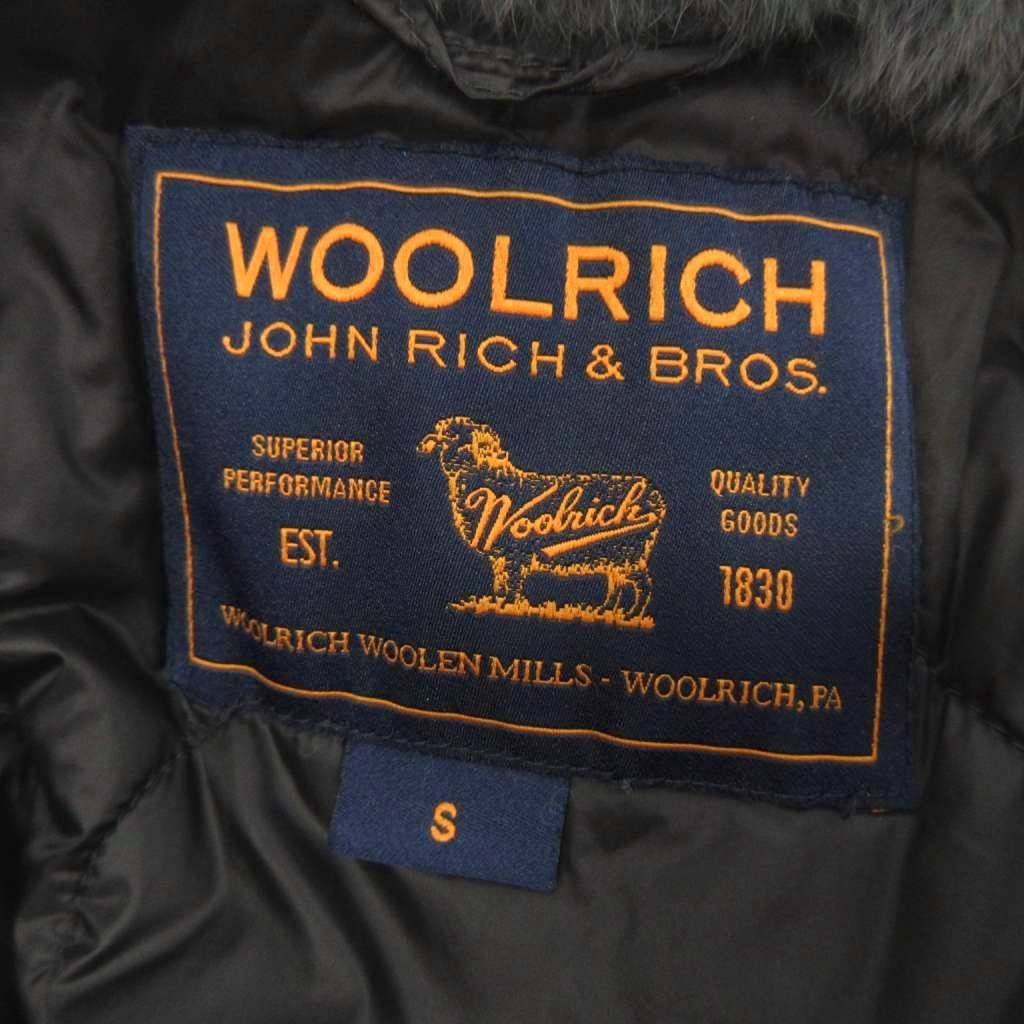 WOOLRICH
JOHN RICH & BROS.
SUPERIOR
PERFORMANCE
EST.
Woolrich
QUALITY
GOODS
1830
WOOLRICH WOOLEN MILLS - WOOLRICH, PA
S